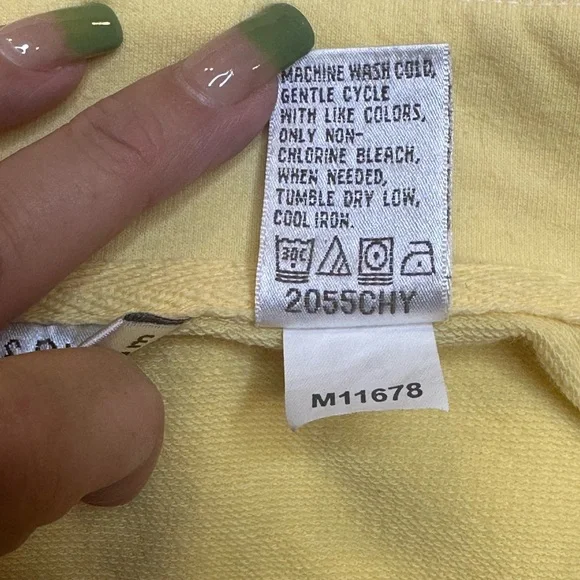 MACHINE WASH COLD,
GENTLE CYCLE
WITH LIKE COLORS,
ONLY NON-
CHLORINE BLEACH,
WHEN NEEDED,
TUMBLE DRY LOW,
COOL IRON.
30C
2055CHY
M11678